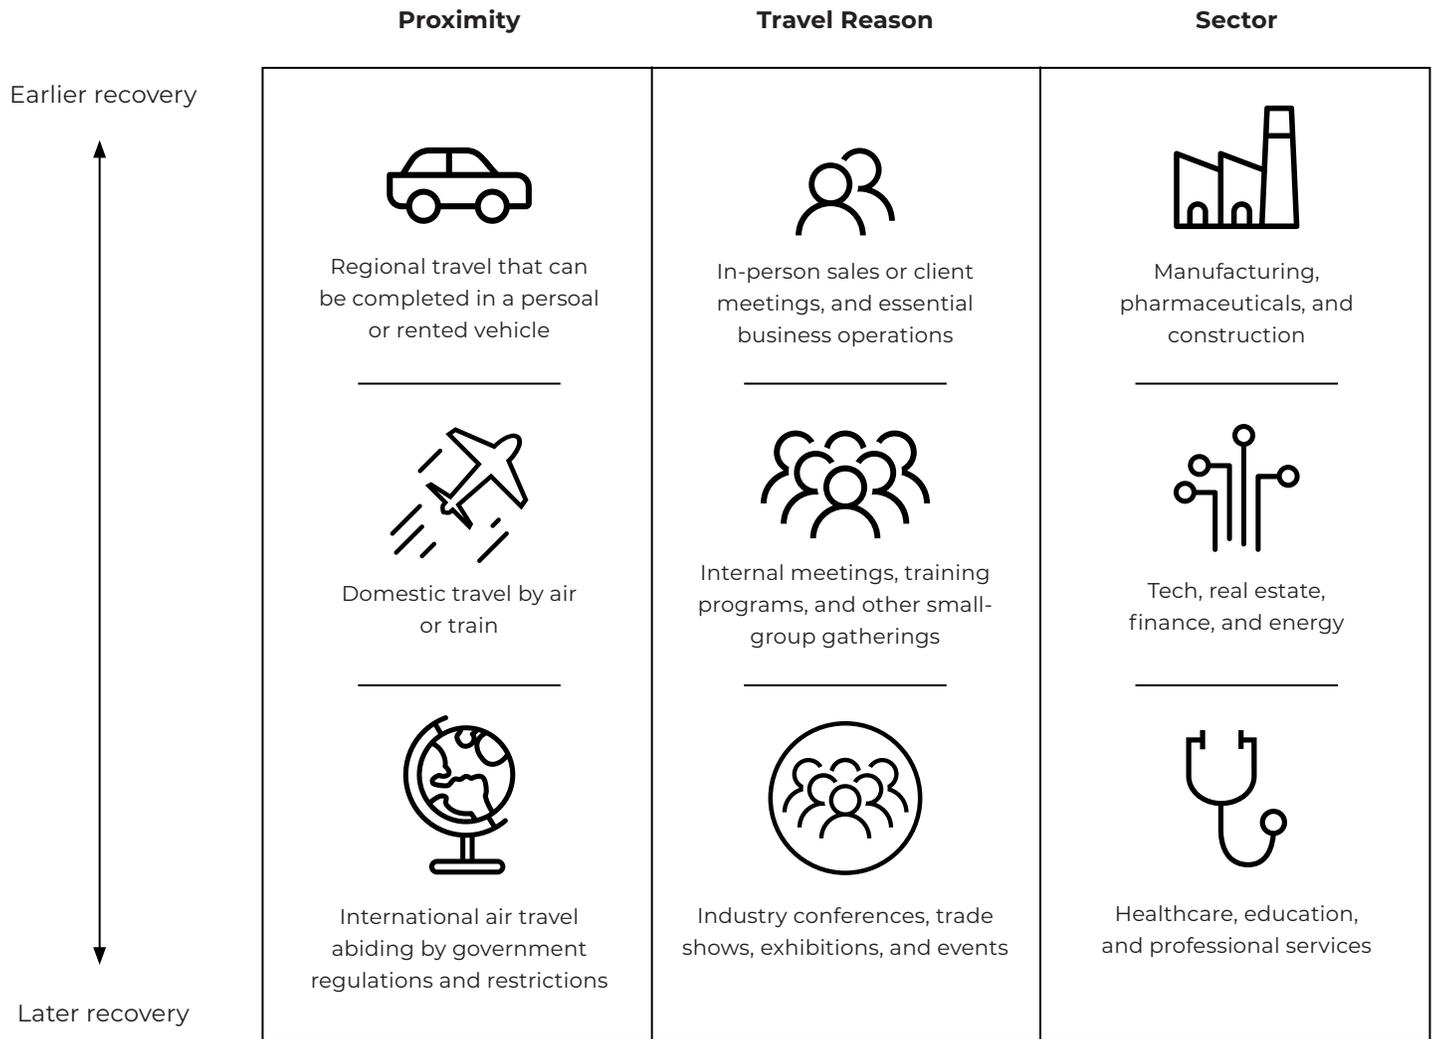 Proximity
Travel Reason
Sector
Earlier recovery
Regional travel that can
be completed in a persoal
or rented vehicle
In-person sales or client
meetings, and essential
business operations
Manufacturing,
pharmaceuticals, and
construction
Domestic travel by air
or train
Internal meetings, training
programs, and other small-
group gatherings
Tech, real estate,
finance, and energy
International air travel
abiding by government
regulations and restrictions
Industry conferences, trade
shows, exhibitions, and events
Healthcare, education,
and professional services
Later recovery